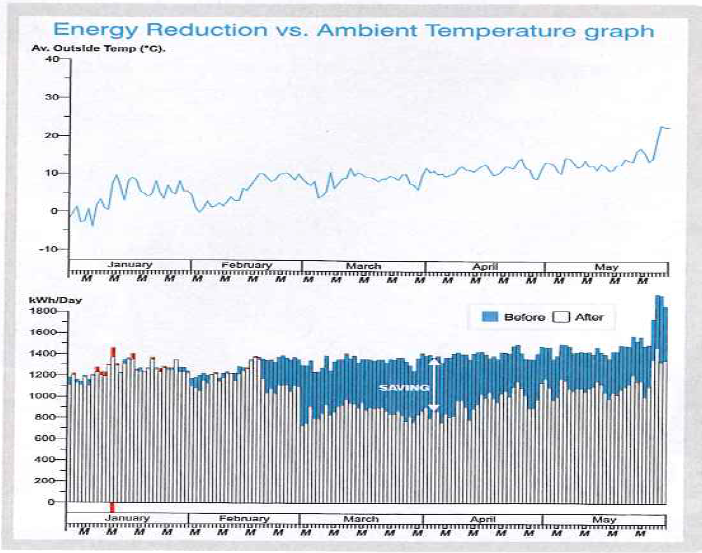 Energy Reduction vs. Ambient Temperature graph
Av. Outside Temp (°C).
40
30
20
10
0
-10
January February March April May
M M M M M M M M M M M M M M M M M M M M M
kWh/Day
Before After
1800
1600
1400
1200
SAVING
1000
800
600
400
200
0
January February March April May
M M M M M M M M M M M M M M M M M M M M M